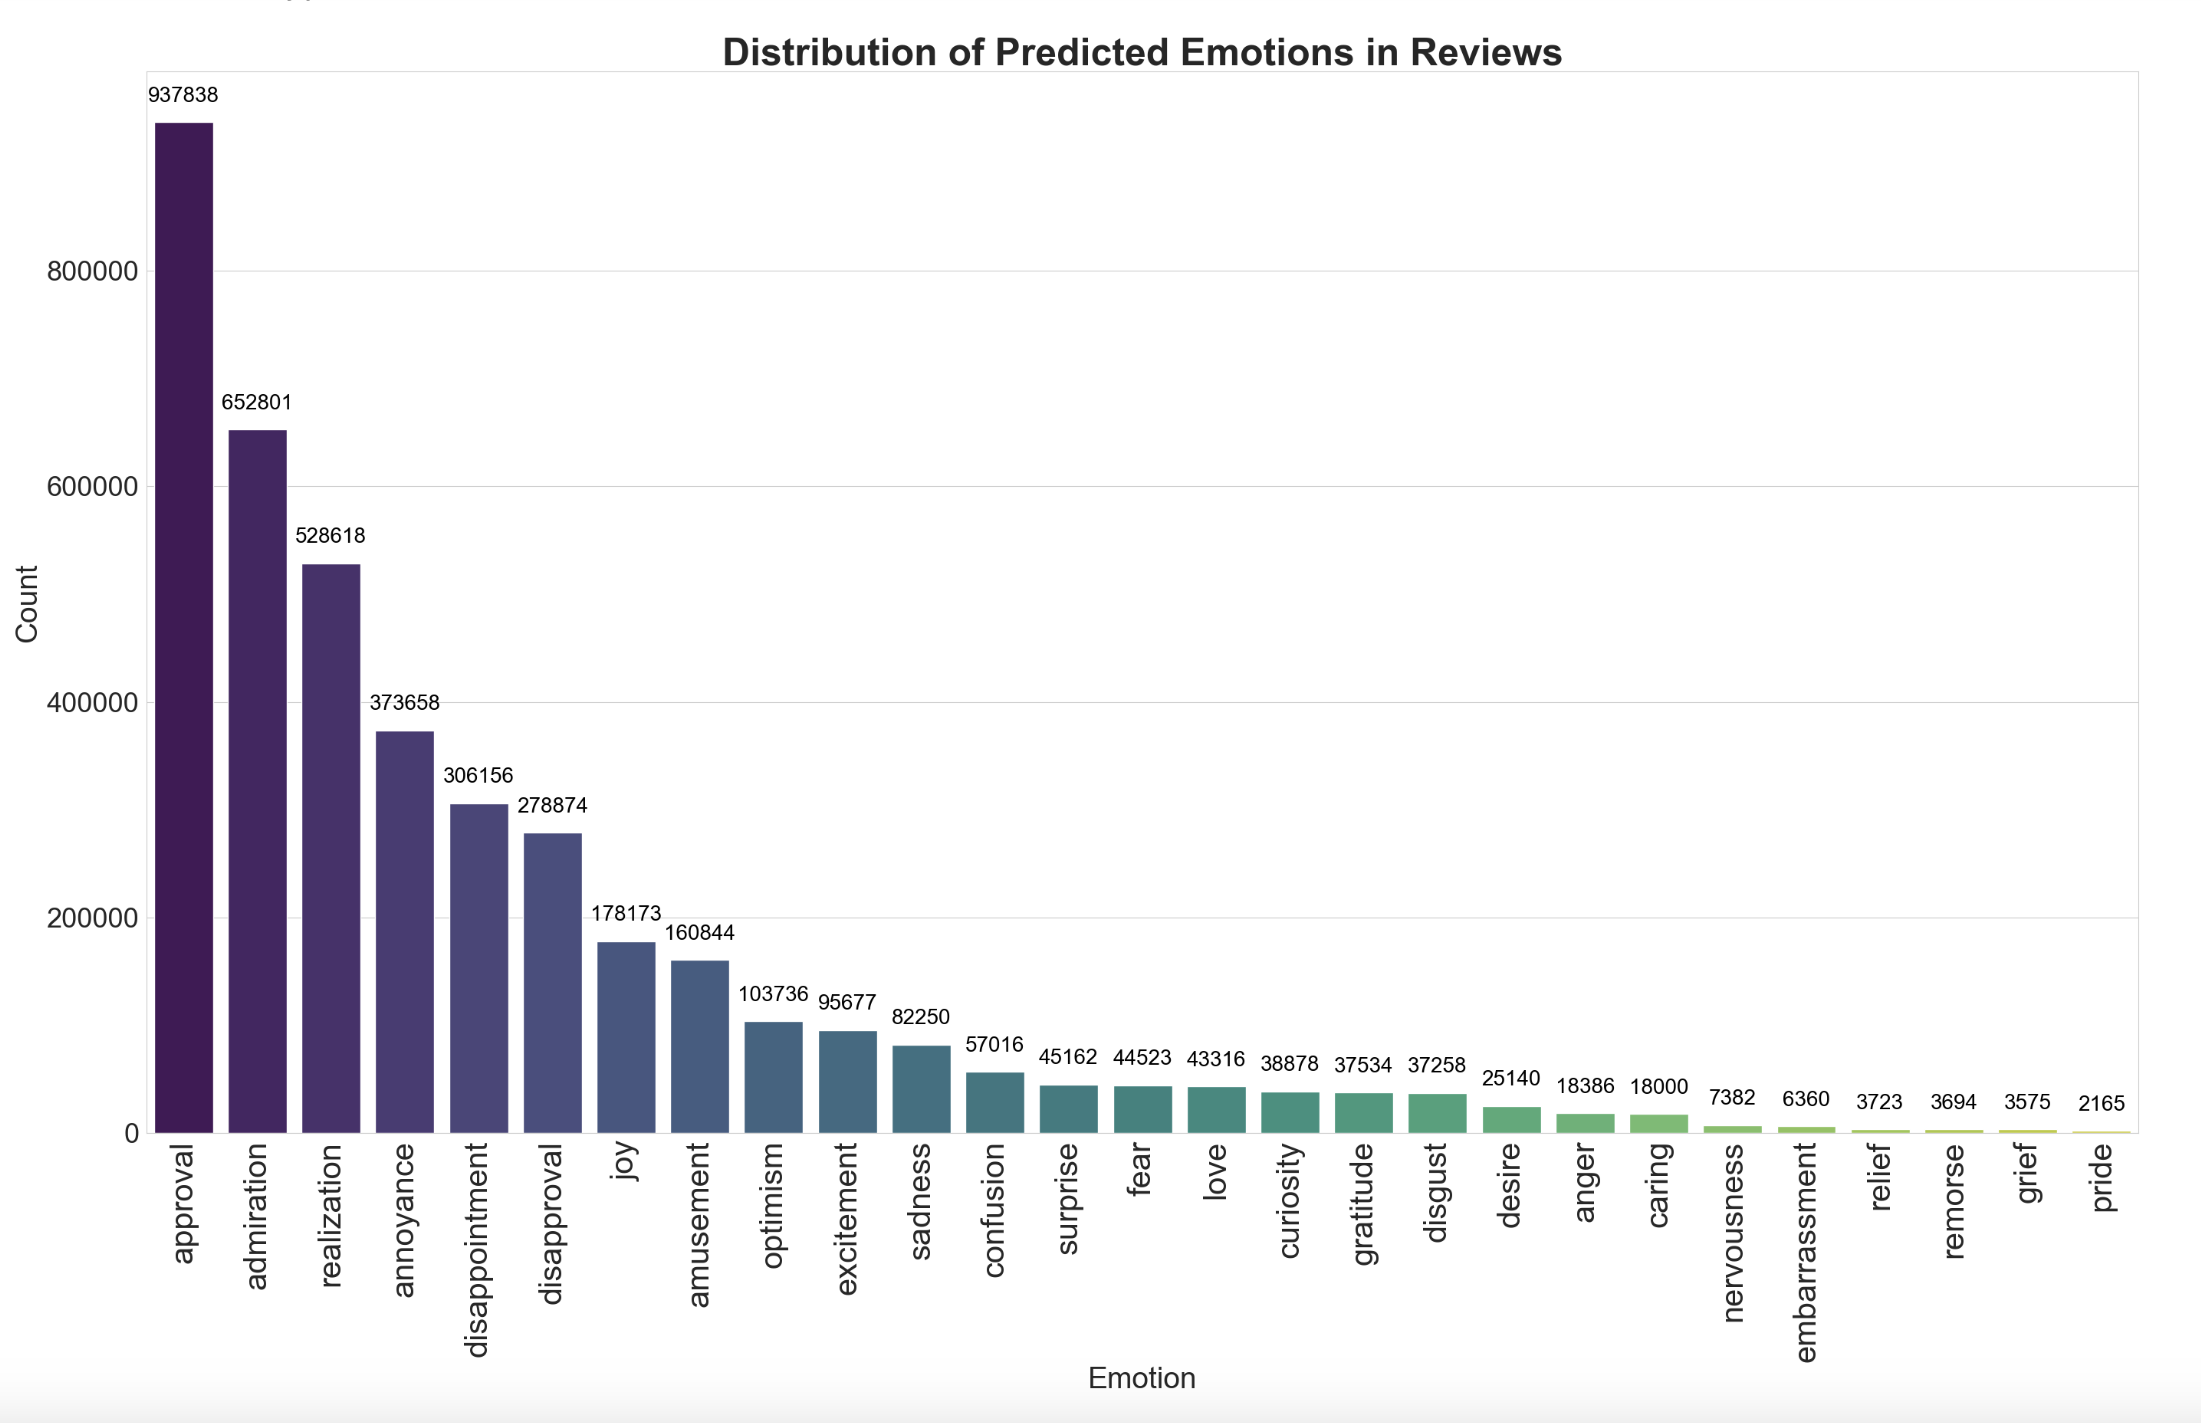 Distribution of Predicted Emotions in Reviews
937838
652801
528618
373658
306156
278874
178173
160844
103736
95677
82250
57016
45162
44523
43316
38878
37534
37258
25140
18386
18000
7382
6360
3723
3694
3575
2165
800000
600000
400000
200000
0
Count
approval
admiration
realization
annoyance
disappointment
disapproval
joy
amusement
optimism
excitement
sadness
confusion
surprise
fear
love
curiosity
gratitude
disgust
desire
anger
caring
nervousness
embarrassment
relief
remorse
grief
pride
Emotion